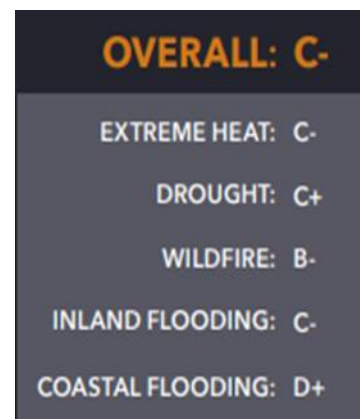 OVERALL: C-
EXTREME HEAT: C-
DROUGHT: C+
WILDFIRE: B-
INLAND FLOODING: C-
COASTAL FLOODING: D+